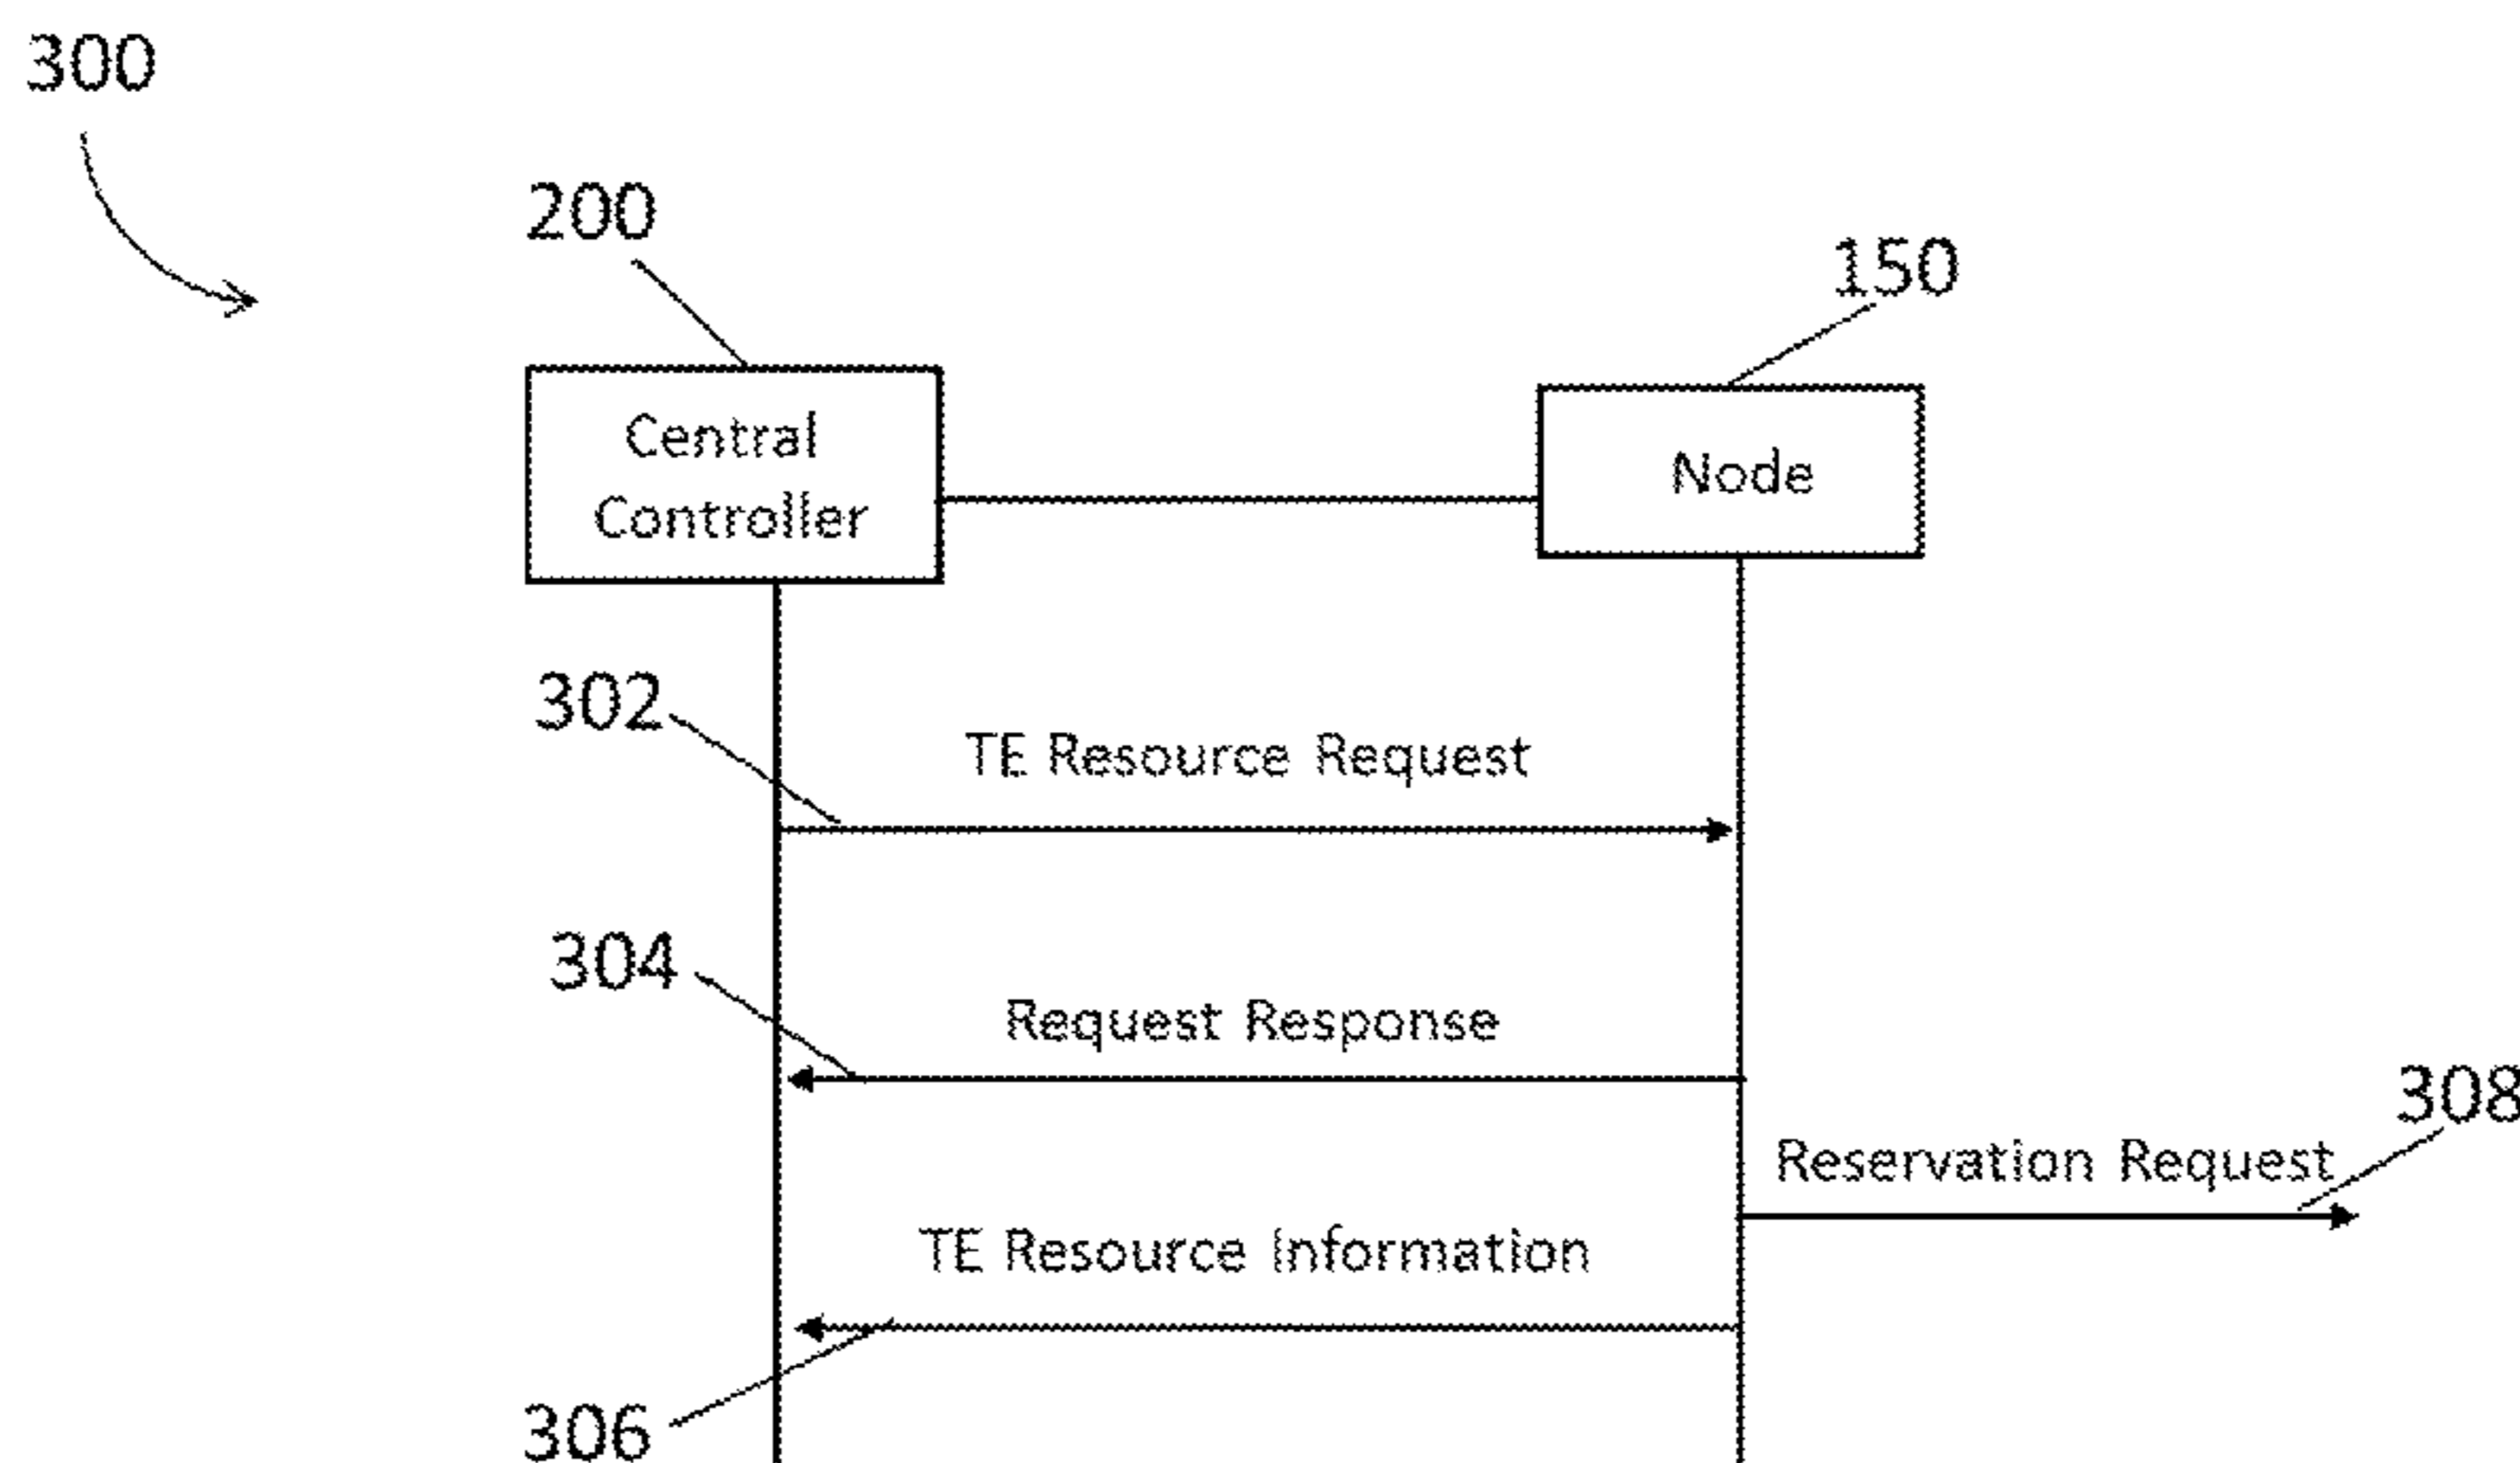 300
200
150
Central
Controller
Node
302
TE Resource Request
304
Request Response
308
Reservation Request
TE Resource Information
306